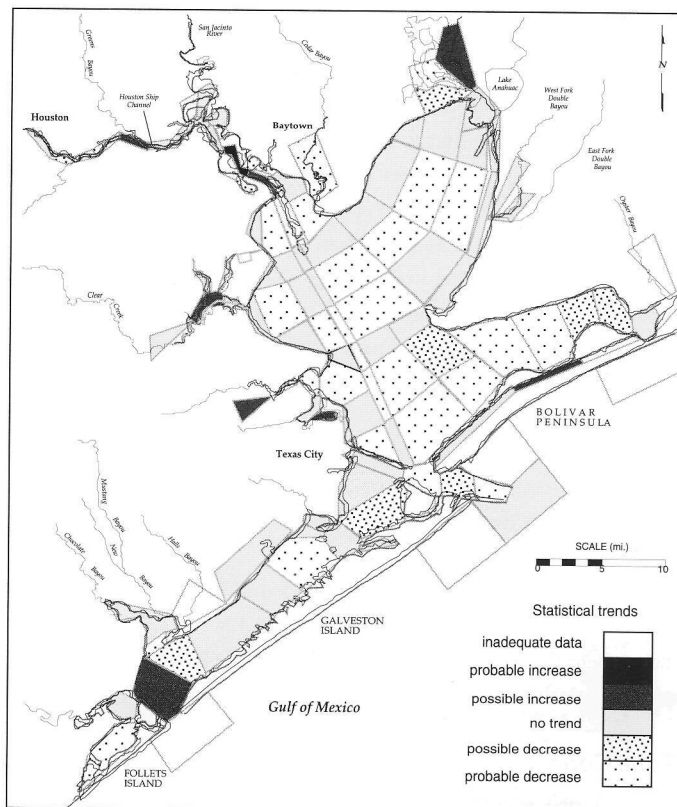 San Jacinto
River
Greens
Bayou
Cedar Bayou
Houston Ship
Channel
Lake
Anahuac
N
West Fork
Double
Bayou
Houston
Baytown
East Fork
Double
Bayou
Oyster Bayou
Clear
Creek
BOLIVAR
PENINSULA
Texas City
Mustang
Bayou
New
Bayou
Halls
Bayou
Chocolate
Bayou
SCALE (mi.)
0 5 10
GALVESTON
ISLAND
Gulf of Mexico
FOLLETS
ISLAND
Statistical trends
inadequate data
probable increase
possible increase
no trend
possible decrease
probable decrease